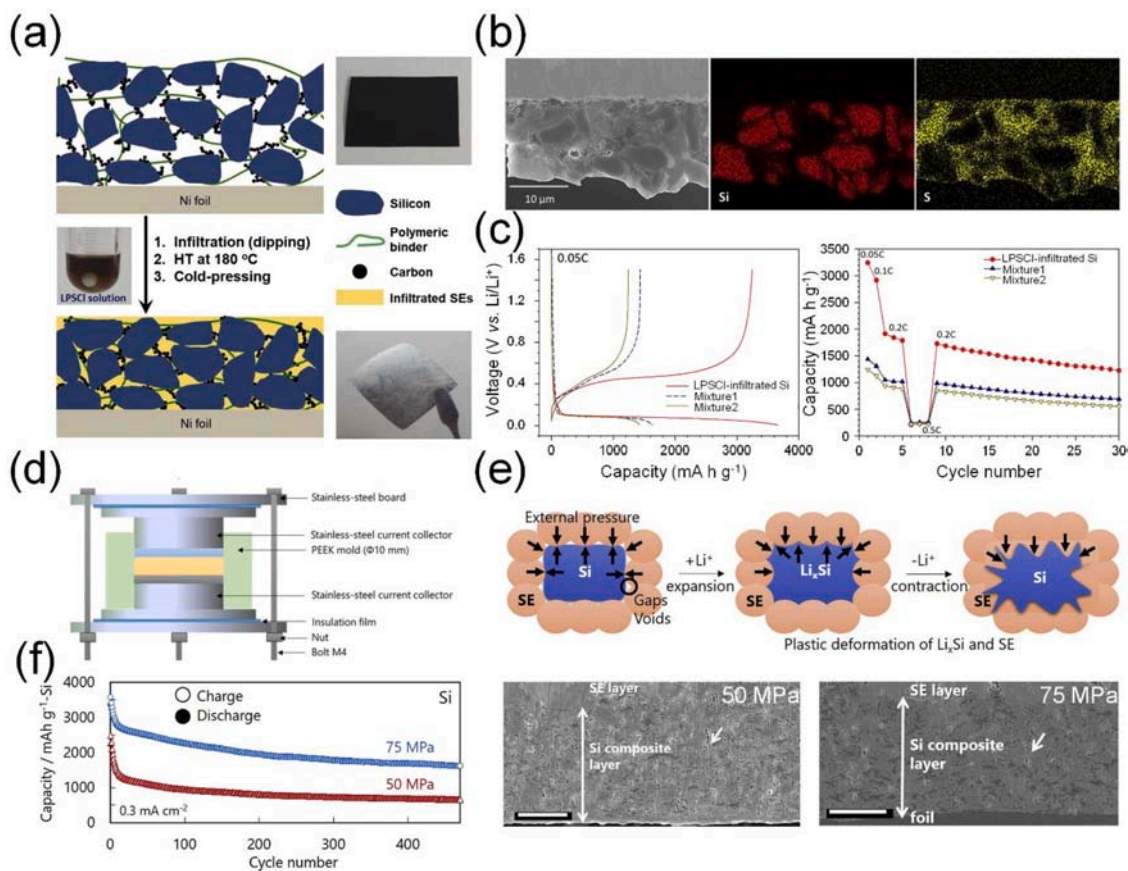 (a)
Ni foil
LPSCl solution
1. Infiltration (dipping)
2. HT at 180 °C
3. Cold-pressing
Ni foil
Silicon
Polymeric
binder
Carbon
Infiltrated SEs
(b)
10 μm
Si
S
(c)
0.05C
Voltage (V vs. Li/Li⁺)
1.6
1.2
0.8
0.4
0.0
LPSCl-infiltrated Si
Mixture1
Mixture2
0 1000 2000 3000 4000
Capacity (mA h g⁻¹)
Capacity (mA h g⁻¹)
3500
3000
2500
2000
1500
1000
500
0
0.05C
0.1C
0.2C
0.5C
0.2C
LPSCl-infiltrated Si
Mixture1
Mixture2
0 5 10 15 20 25 30
Cycle number
(d)
Stainless-steel board
Stainless-steel current collector
PEEK mold (Φ10 mm)
Stainless-steel current collector
Insulation film
Nut
Bolt M4
(e)
External pressure
Si
SE
Gaps
Voids
+Li⁺
expansion
LiₓSi
SE
-Li⁺
contraction
Si
SE
Plastic deformation of LiₓSi and SE
SE layer
50 MPa
Si composite
layer
SE layer
75 MPa
Si composite
layer
foil
(f)
Capacity / mAh g⁻¹-Si
4000
3000
2000
1000
0
Charge
Discharge
Si
75 MPa
50 MPa
0.3 mA cm⁻²
0 100 200 300 400
Cycle number